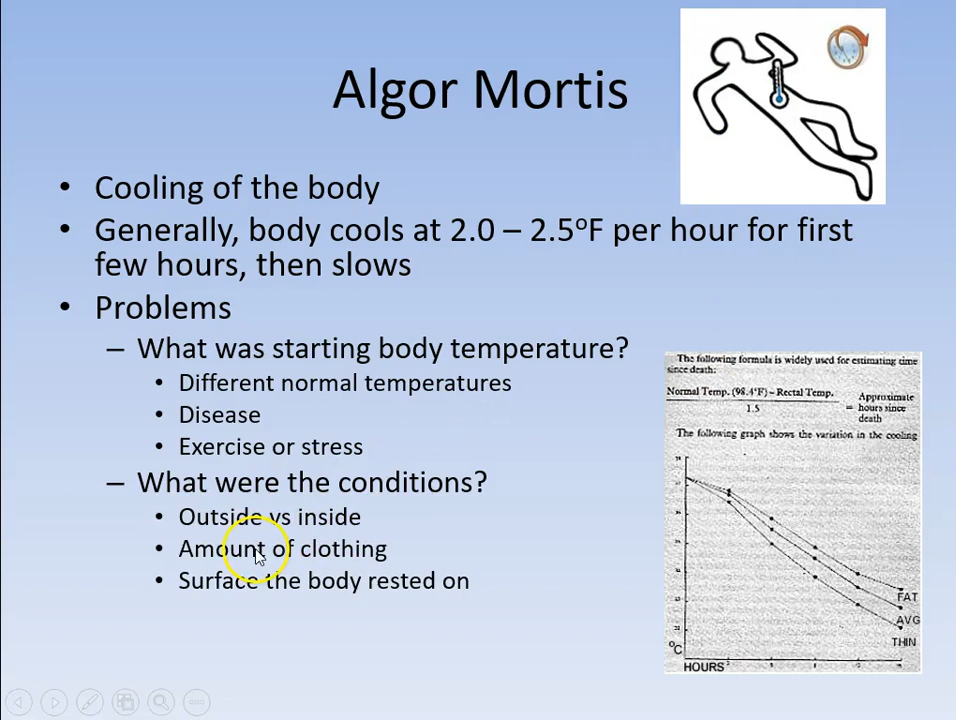 Algor Mortis
• Cooling of the body
• Generally, body cools at 2.0 – 2.5°F per hour for first
few hours, then slows
• Problems
– What was starting body temperature?
• Different normal temperatures
• Disease
• Exercise or stress
– What were the conditions?
• Outside vs inside
• Amount of clothing
• Surface the body rested on
The following formula is widely used for estimating time
since death:
Normal Temp. (98.4°F) – Rectal Temp.
1.5
= Approximate
hours since
death
The following graph shows the variation in the cooling
FAT
AVG
THIN
°C
HOURS